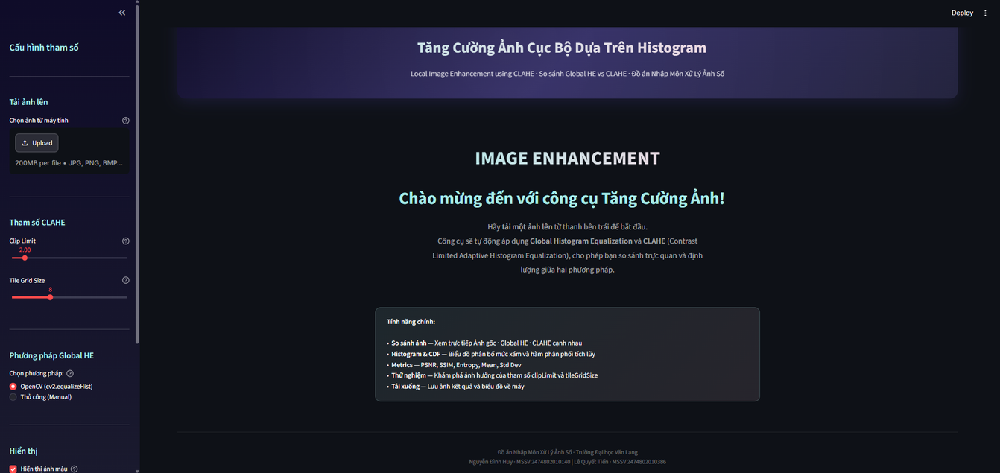 Cấu hình tham số
Tải ảnh lên
Chọn ảnh từ máy tính
Upload
200MB per file • JPG, PNG, BMP...
Tham số CLAHE
Clip Limit
2.00
Tile Grid Size
8
Phương pháp Global HE
Chọn phương pháp:
OpenCV (cv2.equalizeHist)
Thủ công (Manual)
Hiển thị
Hiển thị ảnh màu
Deploy
Tăng Cường Ảnh Cục Bộ Dựa Trên Histogram
Local Image Enhancement using CLAHE · So sánh Global HE vs CLAHE · Đồ án Nhập Môn Xử Lý Ảnh Số
IMAGE ENHANCEMENT
Chào mừng đến với công cụ Tăng Cường Ảnh!
Hãy tải một ảnh lên từ thanh bên trái để bắt đầu.
Công cụ sẽ tự động áp dụng Global Histogram Equalization và CLAHE (Contrast
Limited Adaptive Histogram Equalization), cho phép bạn so sánh trực quan và định
lượng giữa hai phương pháp.
Tính năng chính:
• So sánh ảnh — Xem trực tiếp Ảnh gốc · Global HE · CLAHE cạnh nhau
• Histogram & CDF — Biểu đồ phân bố mức xám và hàm phân phối tích lũy
• Metrics — PSNR, SSIM, Entropy, Mean, Std Dev
• Thử nghiệm — Khám phá ảnh hưởng của tham số clipLimit và tileGridSize
• Tải xuống — Lưu ảnh kết quả và biểu đồ về máy
Đồ án Nhập Môn Xử Lý Ảnh Số · Trường Đại học Văn Lang
Nguyễn Đình Huy · MSSV 2474802010140 | Lê Quyết Tiến · MSSV 2474802010386